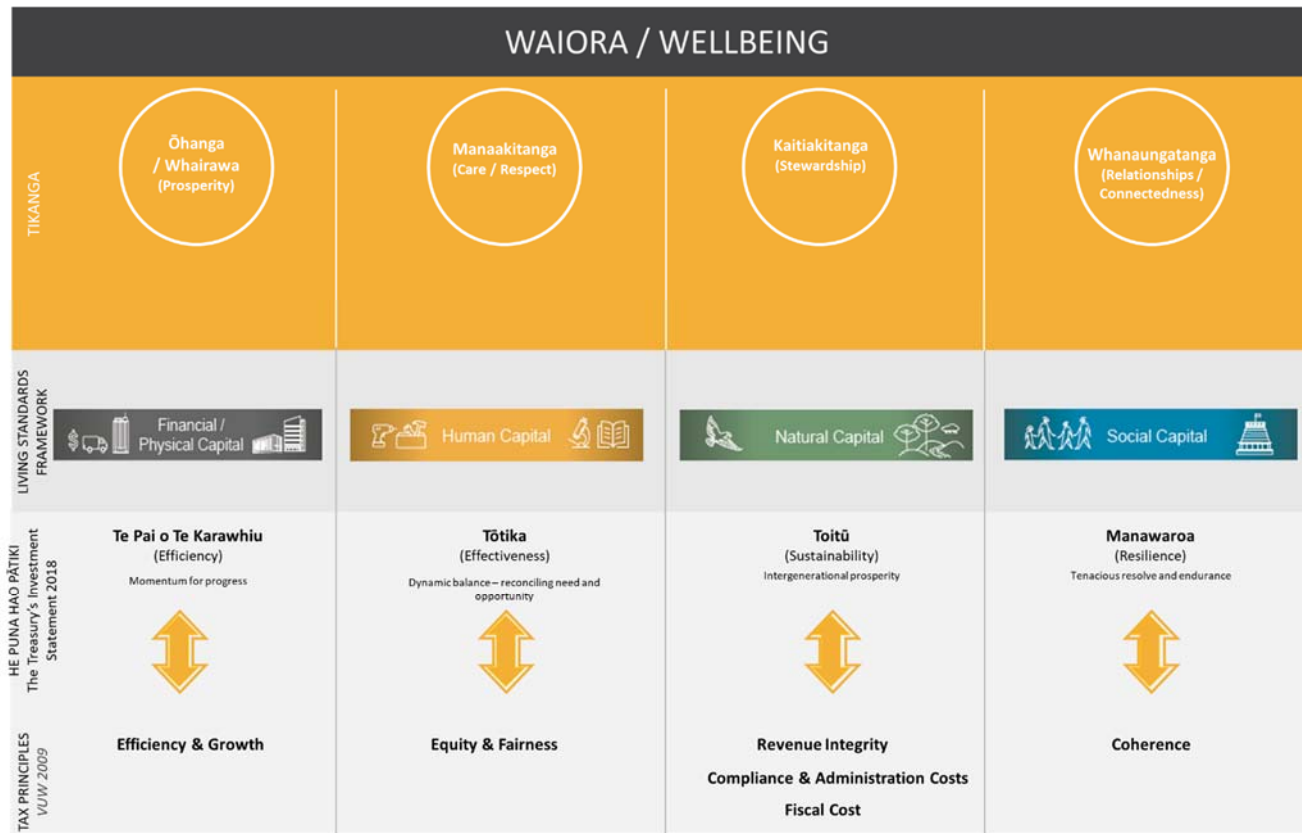 WAIORA / WELLBEING
TIKANGA
Ōhanga
/ Whairawa
(Prosperity)
Manaakitanga
(Care / Respect)
Kaitiakitanga
(Stewardship)
Whanaungatanga
(Relationships /
Connectedness)
LIVING STANDARDS
FRAMEWORK
$
Financial /
Physical Capital
Human Capital
Natural Capital
Social Capital
HE PUNA HAO PĀTIKI
The Treasury's Investment
Statement 2018
Te Pai o Te Karawhiu
(Efficiency)
Momentum for progress
Tōtika
(Effectiveness)
Dynamic balance – reconciling need and
opportunity
Toitū
(Sustainability)
Intergenerational prosperity
Manawaroa
(Resilience)
Tenacious resolve and endurance
TAX PRINCIPLES
VUW 2009
Efficiency & Growth
Equity & Fairness
Revenue Integrity
Compliance & Administration Costs
Fiscal Cost
Coherence